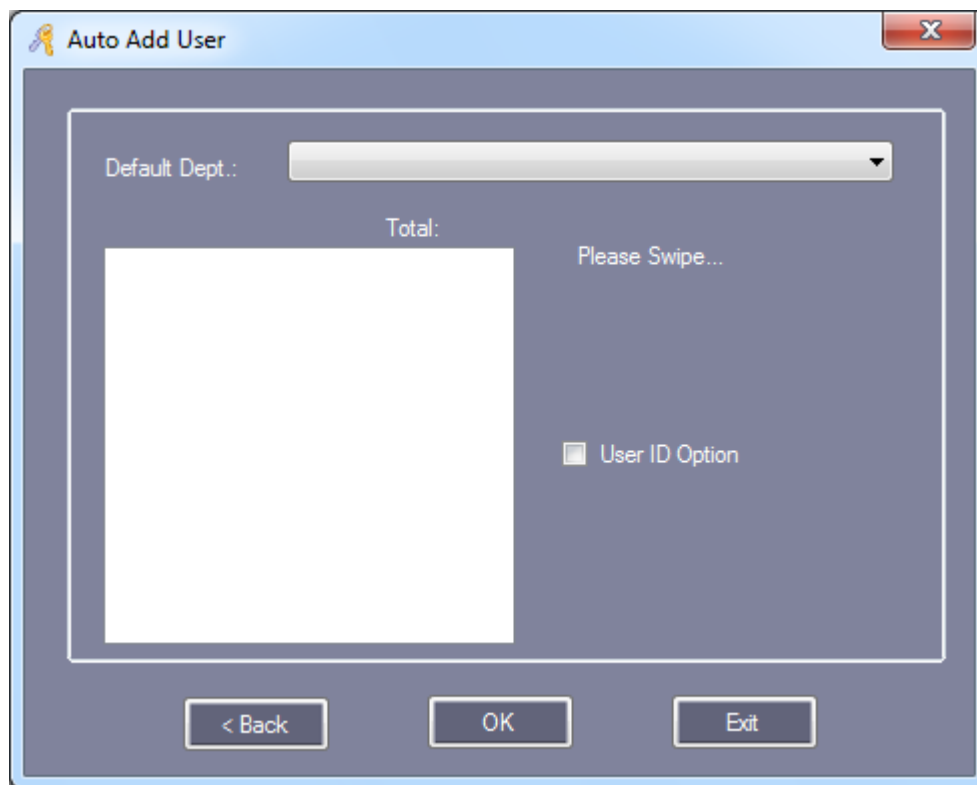 Auto Add User
Default Dept.:
Total:
Please Swipe...
User ID Option
< Back
OK
Exit